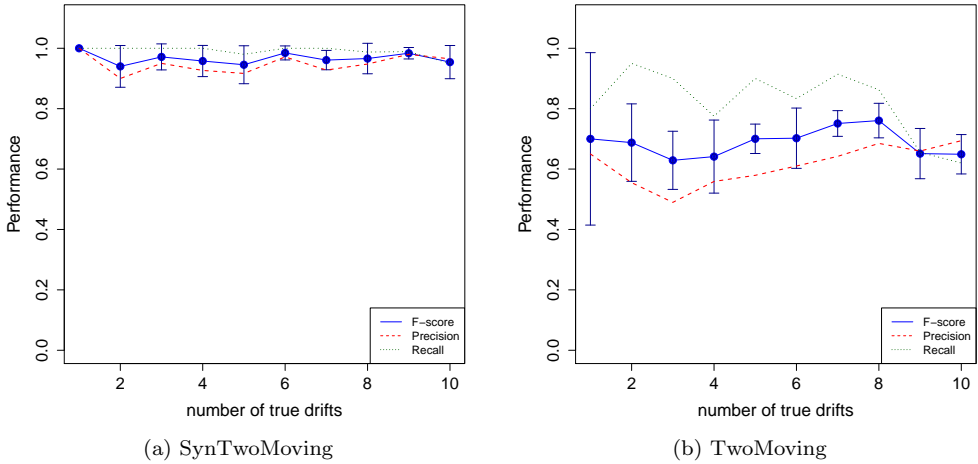 Performance
0.0 0.2 0.4 0.6 0.8 1.0
F−score
Precision
Recall
2 4 6 8 10
number of true drifts
(a) SynTwoMoving
Performance
0.0 0.2 0.4 0.6 0.8 1.0
F−score
Precision
Recall
2 4 6 8 10
number of true drifts
(b) TwoMoving